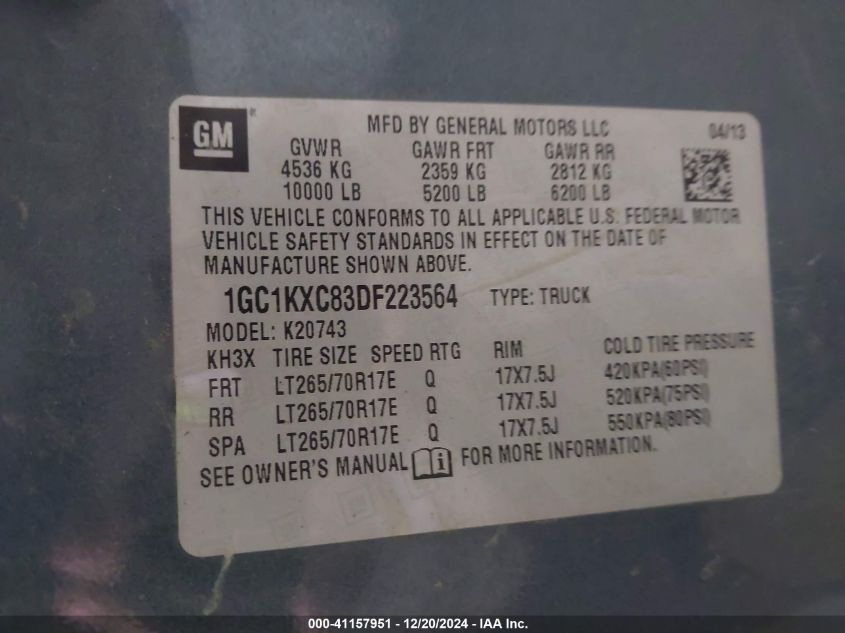 GM
MFD BY GENERAL MOTORS LLC 04/13
GVWR GAWR FRT GAWR RR
4536 KG 2359 KG 2812 KG
10000 LB 5200 LB 6200 LB
THIS VEHICLE CONFORMS TO ALL APPLICABLE U.S. FEDERAL MOTOR
VEHICLE SAFETY STANDARDS IN EFFECT ON THE DATE OF
MANUFACTURE SHOWN ABOVE.
1GC1KXC83DF223564 TYPE: TRUCK
MODEL: K20743
KH3X TIRE SIZE SPEED RTG RIM COLD TIRE PRESSURE
FRT LT265/70R17E Q 17X7.5J 420KPA(60PSI)
RR LT265/70R17E Q 17X7.5J 520KPA(75PSI)
SPA LT265/70R17E Q 17X7.5J 550KPA(80PSI)
SEE OWNER'S MANUAL i FOR MORE INFORMATION.
000-41157951 - 12/20/2024 - IAA Inc.